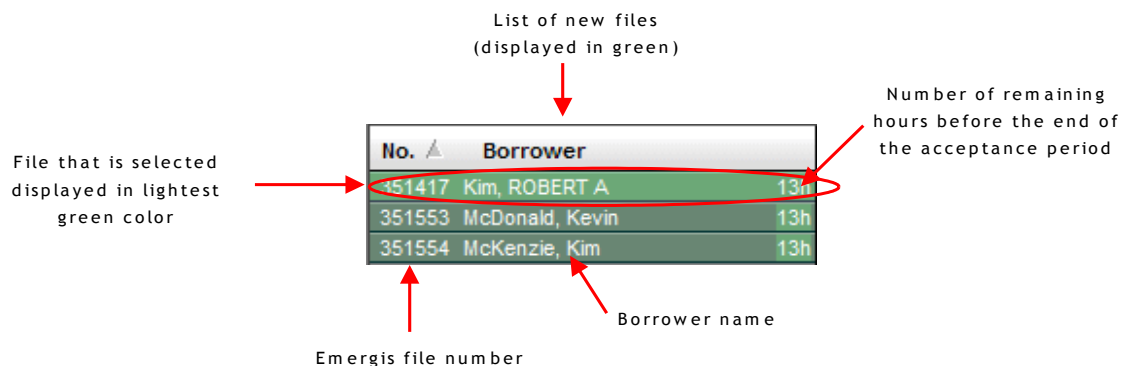 List of new files
(displayed in green)
Number of remaining
hours before the end of
the acceptance period
File that is selected
displayed in lightest
green color
No. Borrower
351417 Kim, ROBERT A 13h
351553 McDonald, Kevin 13h
351554 McKenzie, Kim 13h
Borrower name
Emergis file number